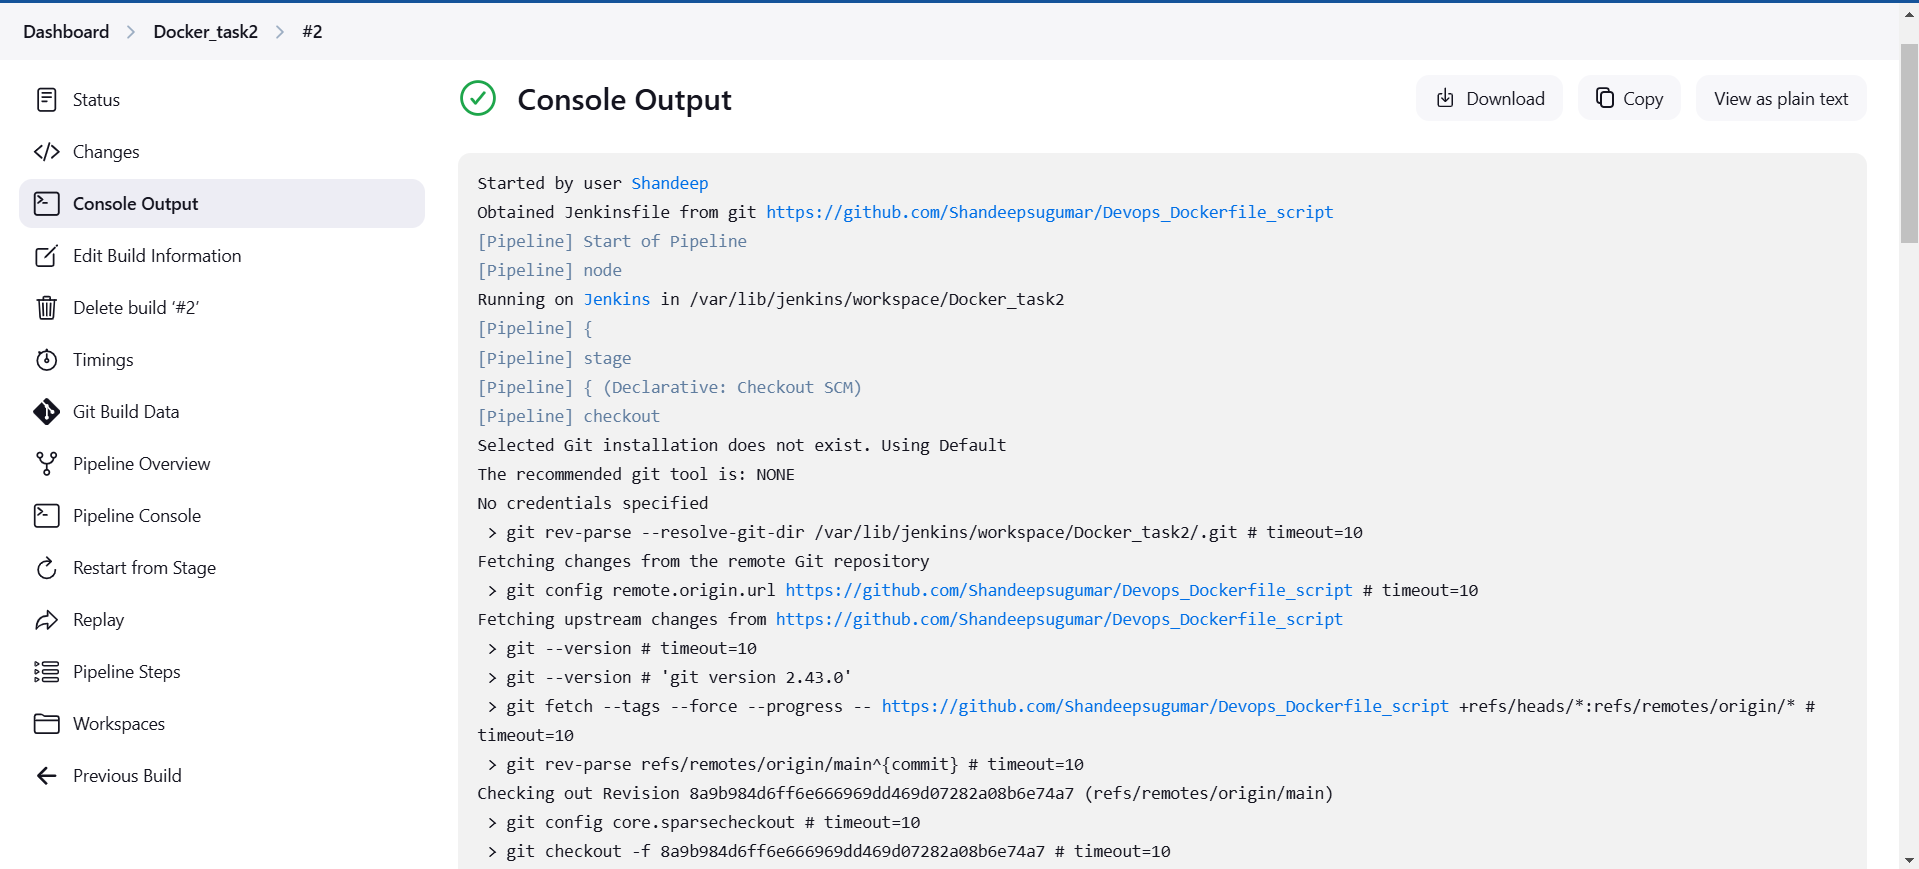 Dashboard > Docker_task2 > #2
Status
Changes
Console Output
Edit Build Information
Delete build ‘#2’
Timings
Git Build Data
Pipeline Overview
Pipeline Console
Restart from Stage
Replay
Pipeline Steps
Workspaces
Previous Build
Console Output
Download
Copy
View as plain text
Started by user Shandeep
Obtained Jenkinsfile from git https://github.com/Shandeepsugumar/Devops_Dockerfile_script
[Pipeline] Start of Pipeline
[Pipeline] node
Running on Jenkins in /var/lib/jenkins/workspace/Docker_task2
[Pipeline] {
[Pipeline] stage
[Pipeline] { (Declarative: Checkout SCM)
[Pipeline] checkout
Selected Git installation does not exist. Using Default
The recommended git tool is: NONE
No credentials specified
 > git rev-parse --resolve-git-dir /var/lib/jenkins/workspace/Docker_task2/.git # timeout=10
Fetching changes from the remote Git repository
 > git config remote.origin.url https://github.com/Shandeepsugumar/Devops_Dockerfile_script # timeout=10
Fetching upstream changes from https://github.com/Shandeepsugumar/Devops_Dockerfile_script
 > git --version # timeout=10
 > git --version # 'git version 2.43.0'
 > git fetch --tags --force --progress -- https://github.com/Shandeepsugumar/Devops_Dockerfile_script +refs/heads/*:refs/remotes/origin/* #
timeout=10
 > git rev-parse refs/remotes/origin/main^{commit} # timeout=10
Checking out Revision 8a9b984d6ff6e666969dd469d07282a08b6e74a7 (refs/remotes/origin/main)
 > git config core.sparsecheckout # timeout=10
 > git checkout -f 8a9b984d6ff6e666969dd469d07282a08b6e74a7 # timeout=10